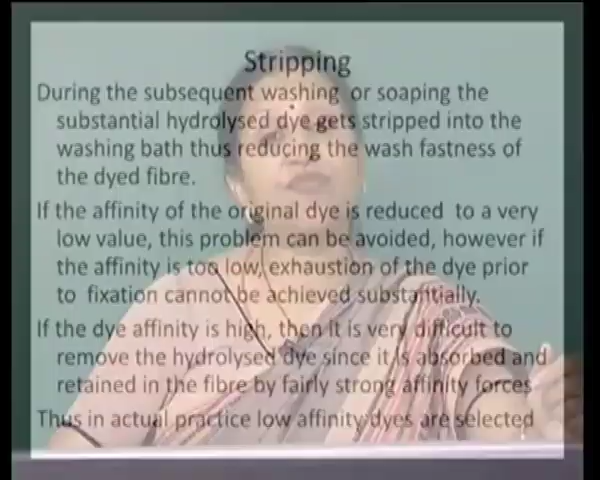 Stripping
During the subsequent washing or soaping the
substantial hydrolysed dye gets stripped into the
washing bath thus reducing the wash fastness of
the dyed fibre.
If the affinity of the original dye is reduced to a very
low value, this problem can be avoided, however if
the affinity is too low, exhaustion of the dye prior
to fixation cannot be achieved substantially.
If the dye affinity is high, then it is very difficult to
remove the hydrolysed dye since it is absorbed and
retained in the fibre by fairly strong affinity forces
Thus in actual practice low affinity dyes are selected